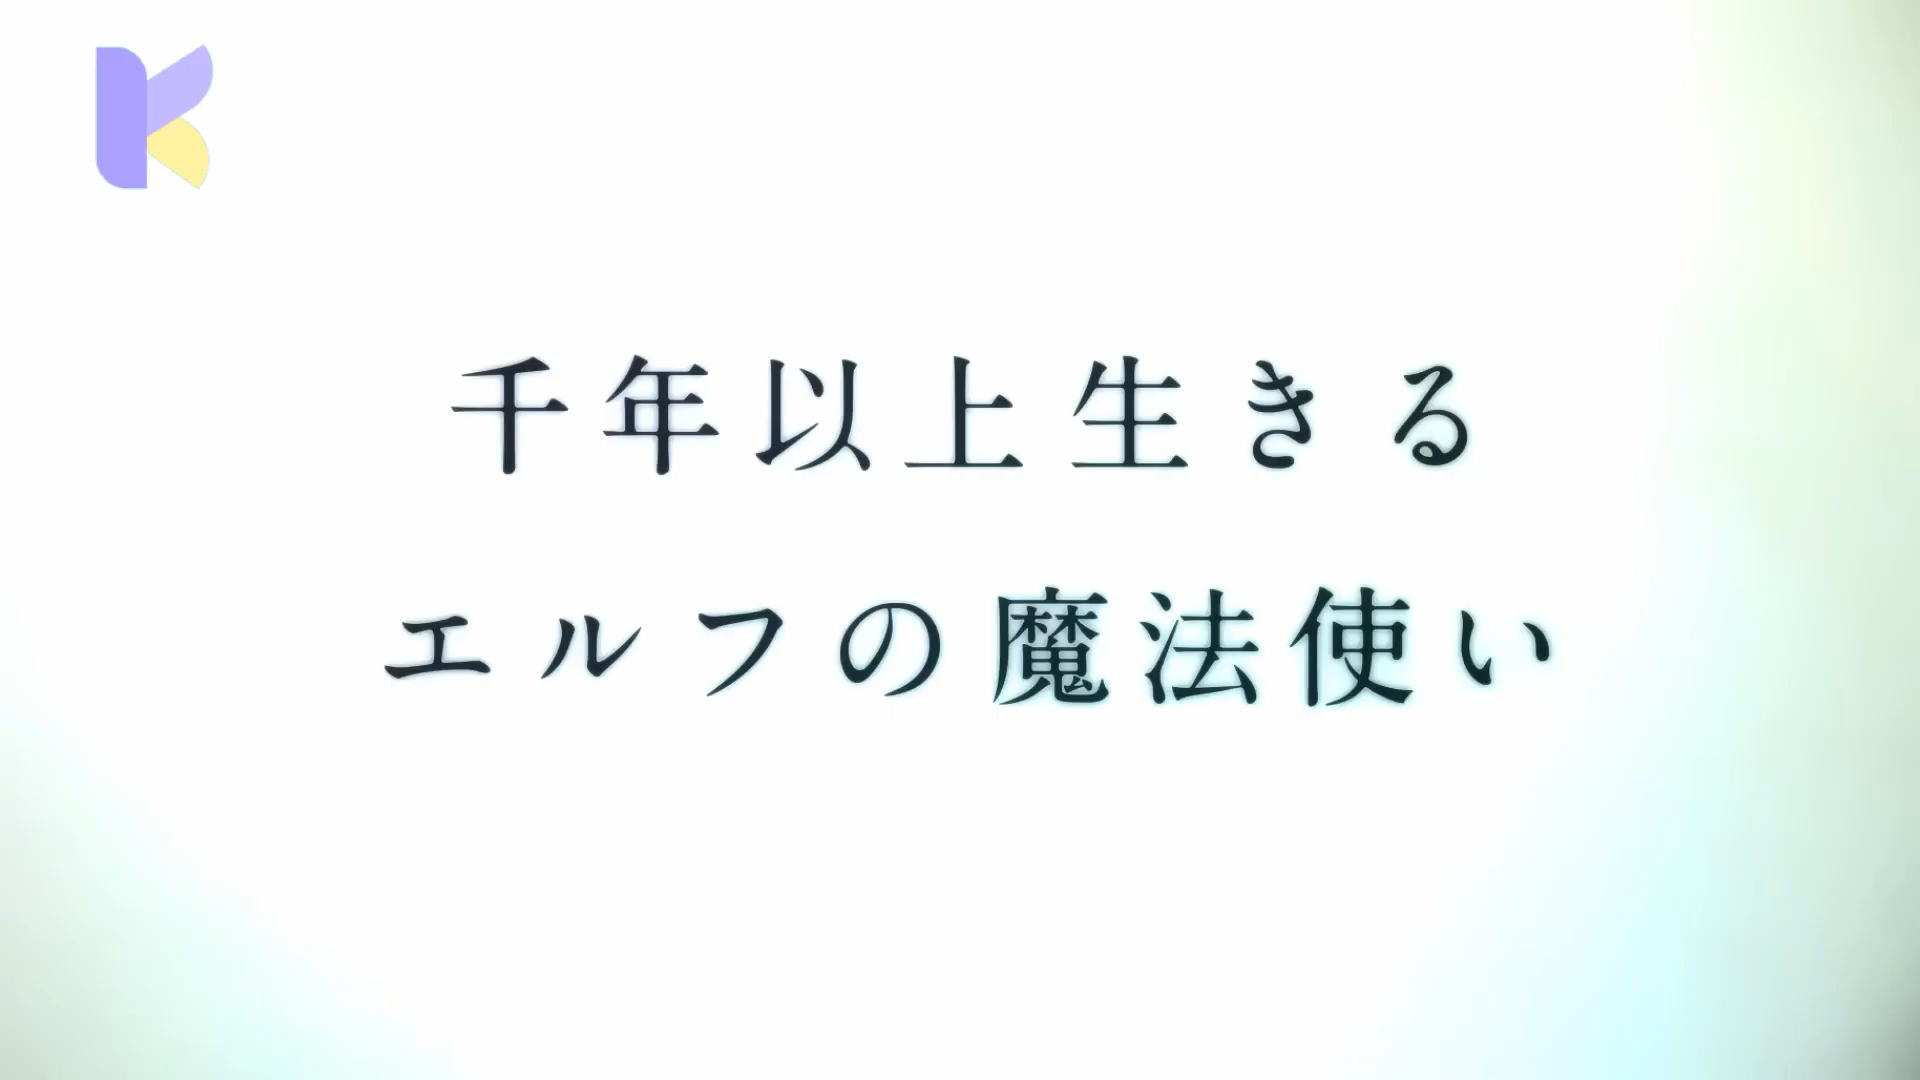 千年以上生きる
エルフの魔法使い